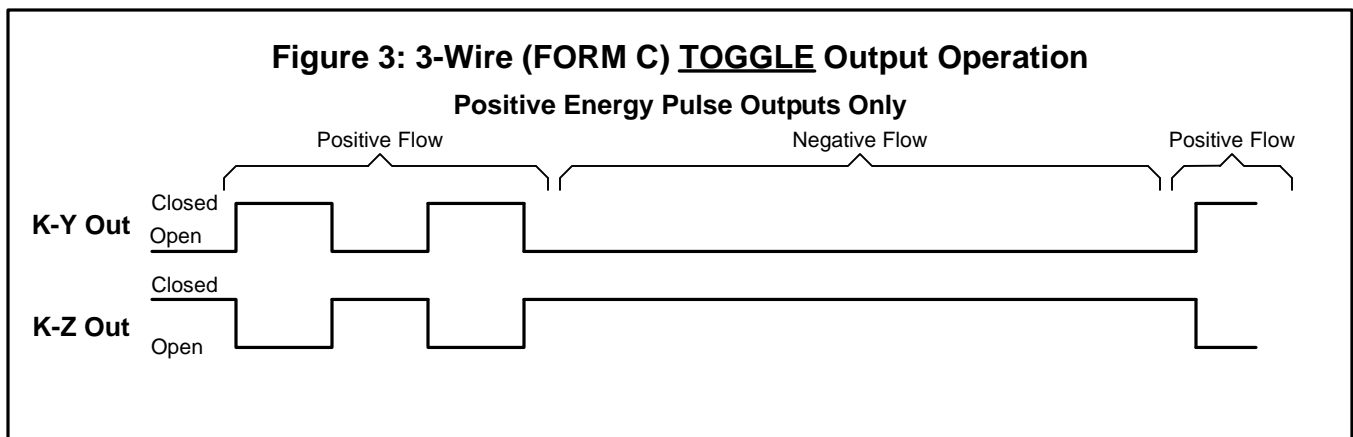 Figure 3: 3-Wire (FORM C) TOGGLE Output Operation
Positive Energy Pulse Outputs Only
Positive Flow
Negative Flow
Positive Flow
K-Y Out
Closed
Open
K-Z Out
Closed
Open